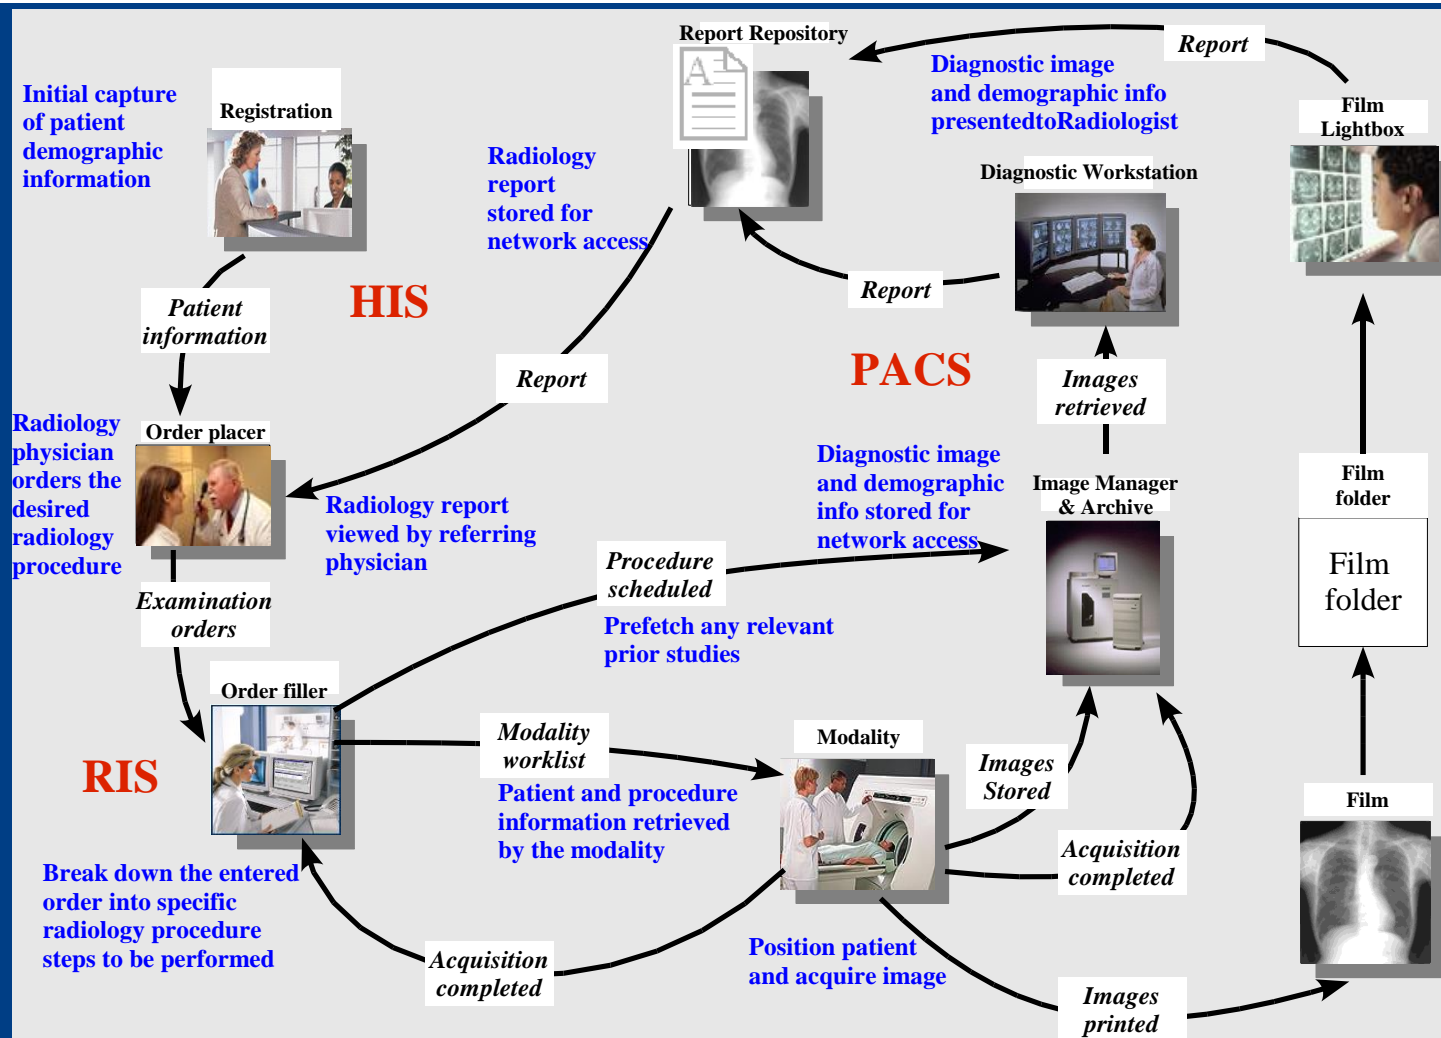 Report Repository
Report
Initial capture
of patient
demographic
information
Registration
Diagnostic image
and demographic info
presentedtoRadiologist
Film
Lightbox
A
Radiology
report
stored for
network access
Diagnostic Workstation
Patient
information
HIS
Report
PACS
Report
Images
retrieved
Radiology
physician
orders the
desired
radiology
procedure
Order placer
Radiology report
viewed by referring
physician
Diagnostic image
and demographic
info stored for
network access
Image Manager
& Archive
Film
folder
Film
folder
Examination
orders
Procedure
scheduled
Prefetch any relevant
prior studies
Order filler
RIS
Modality
worklist
Patient and procedure
information retrieved
by the modality
Modality
Images
Stored
Acquisition
completed
Film
Break down the entered
order into specific
radiology procedure
steps to be performed
Acquisition
completed
Position patient
and acquire image
Images
printed